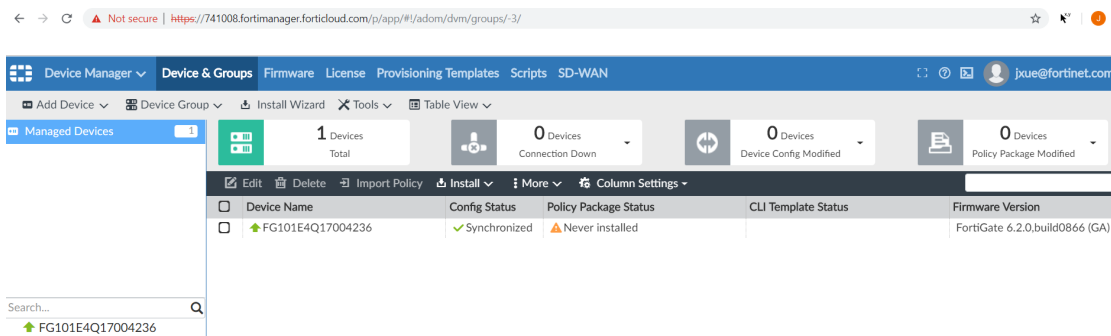 Not secure | https://741008.fortimanager.forticloud.com/p/app/#!/adom/dvm/groups/-3/
J
Device Manager Device & Groups Firmware License Provisioning Templates Scripts SD-WAN jxue@fortinet.com
Add Device Device Group Install Wizard Tools Table View
Managed Devices 1
1 Devices
Total
0 Devices
Connection Down
0 Devices
Device Config Modified
0 Devices
Policy Package Modified
Edit Delete Import Policy Install More Column Settings
Device Name Config Status Policy Package Status CLI Template Status Firmware Version
FG101E4Q17004236 Synchronized Never installed FortiGate 6.2.0,build0866 (GA)
Search...
FG101E4Q17004236